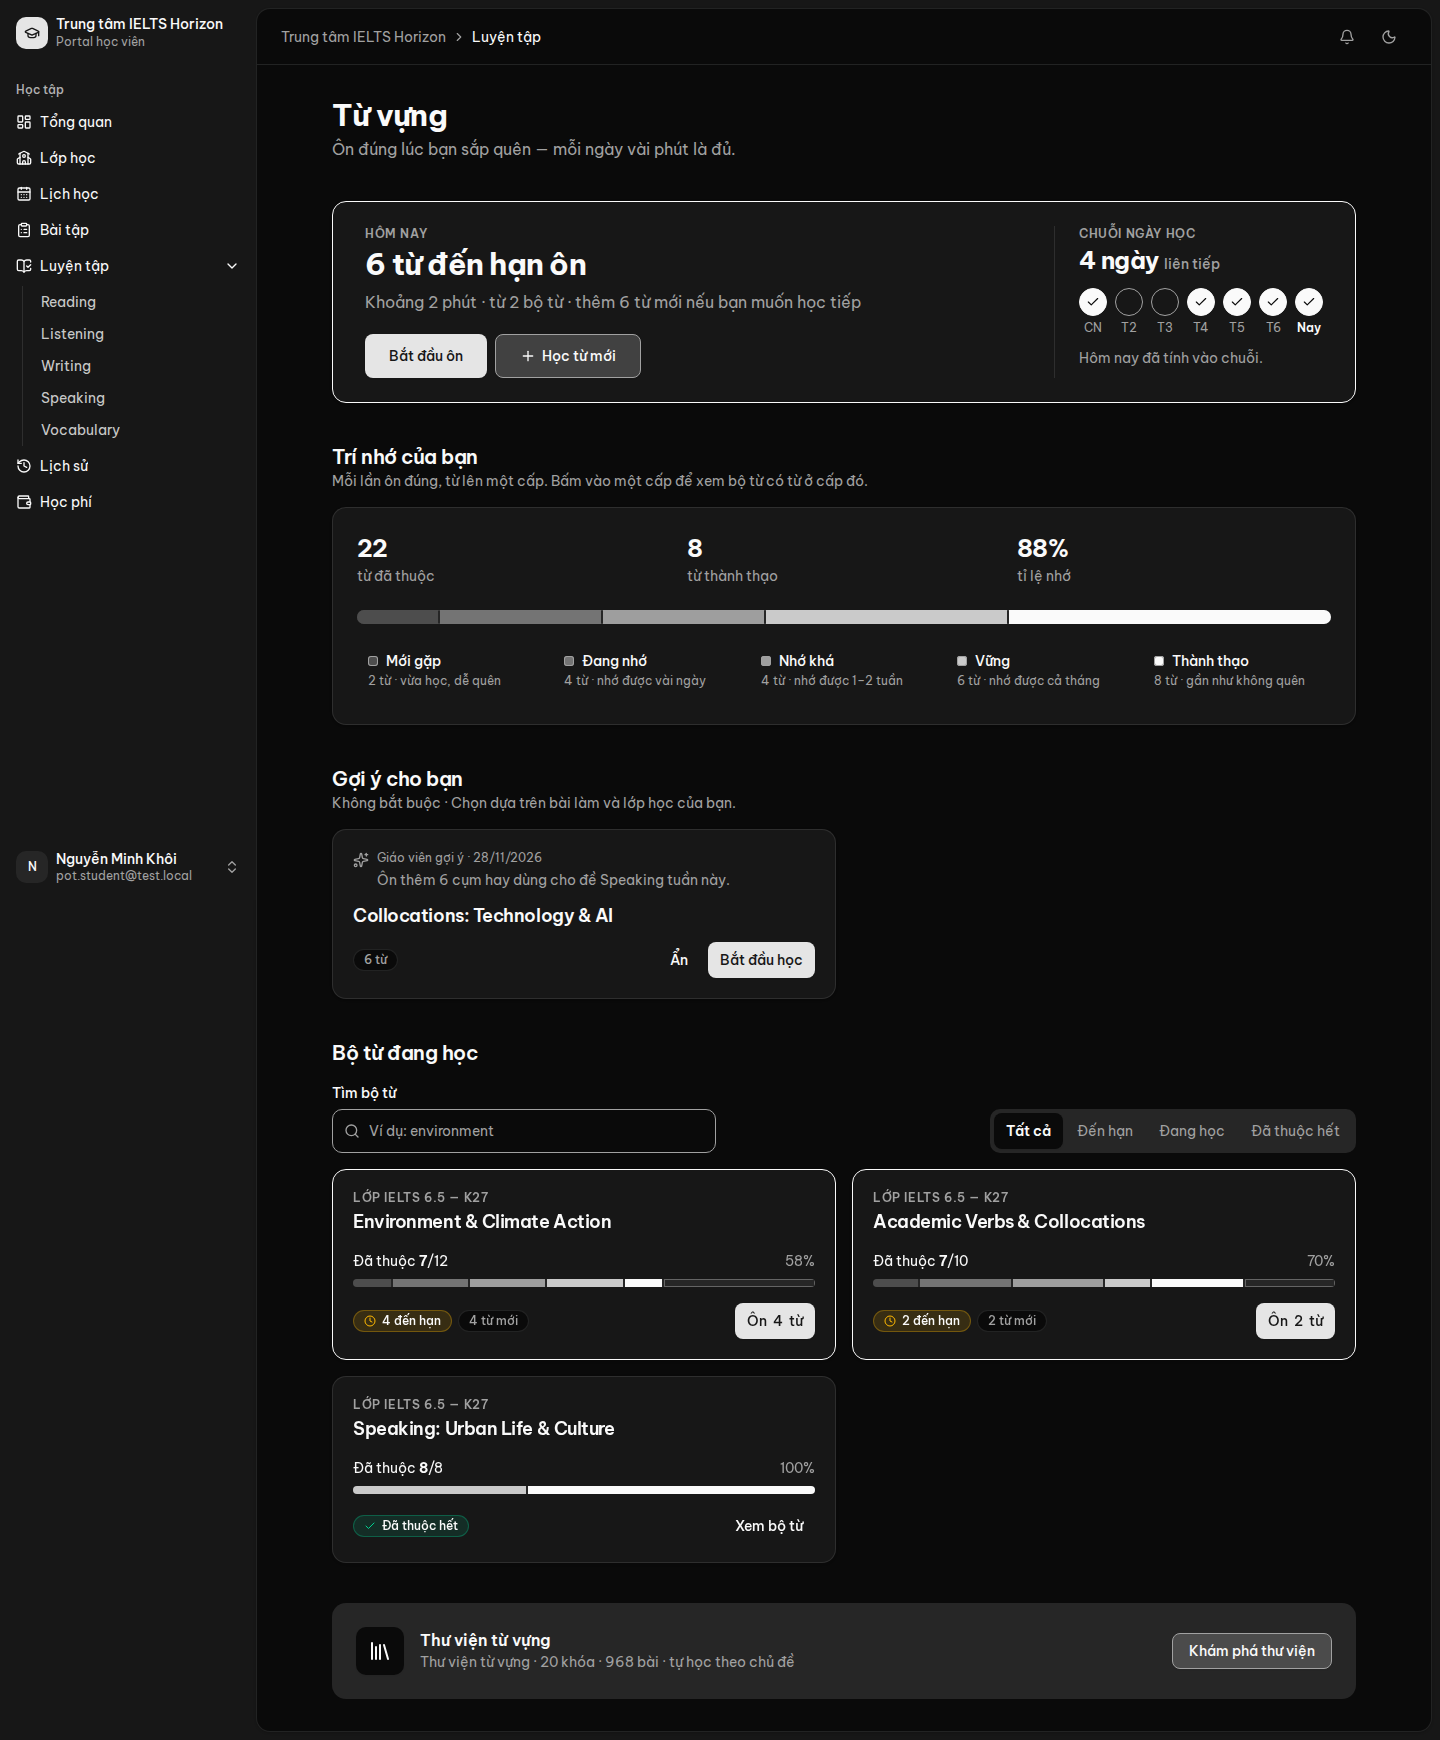 Trung tâm IELTS Horizon
Portal học viên
Học tập
Tổng quan
Lớp học
Lịch học
Bài tập
Luyện tập
Reading
Listening
Writing
Speaking
Vocabulary
Lịch sử
Học phí
N
Nguyễn Minh Khôi
pot.student@test.local
Trung tâm IELTS Horizon > Luyện tập
Từ vựng
Ôn đúng lúc bạn sắp quên — mỗi ngày vài phút là đủ.
HÔM NAY
6 từ đến hạn ôn
Khoảng 2 phút · từ 2 bộ từ · thêm 6 từ mới nếu bạn muốn học tiếp
Bắt đầu ôn
+ Học từ mới
CHUỖI NGÀY HỌC
4 ngày liên tiếp
CN T2 T3 T4 T5 T6 Nay
Hôm nay đã tính vào chuỗi.
Trí nhớ của bạn
Mỗi lần ôn đúng, từ lên một cấp. Bấm vào một cấp để xem bộ từ có từ ở cấp đó.
22
từ đã thuộc
8
từ thành thạo
88%
tỉ lệ nhớ
Mới gặp
2 từ · vừa học, dễ quên
Đang nhớ
4 từ · nhớ được vài ngày
Nhớ khá
4 từ · nhớ được 1–2 tuần
Vững
6 từ · nhớ được cả tháng
Thành thạo
8 từ · gần như không quên
Gợi ý cho bạn
Không bắt buộc · Chọn dựa trên bài làm và lớp học của bạn.
Giáo viên gợi ý · 28/11/2026
Ôn thêm 6 cụm hay dùng cho đề Speaking tuần này.
Collocations: Technology & AI
6 từ
Ẩn
Bắt đầu học
Bộ từ đang học
Tìm bộ từ
Ví dụ: environment
Tất cả
Đến hạn
Đang học
Đã thuộc hết
LỚP IELTS 6.5 — K27
Environment & Climate Action
Đã thuộc 7/12
58%
4 đến hạn
4 từ mới
Ôn 4 từ
LỚP IELTS 6.5 — K27
Academic Verbs & Collocations
Đã thuộc 7/10
70%
2 đến hạn
2 từ mới
Ôn 2 từ
LỚP IELTS 6.5 — K27
Speaking: Urban Life & Culture
Đã thuộc 8/8
100%
Đã thuộc hết
Xem bộ từ
Thư viện từ vựng
Thư viện từ vựng · 20 khóa · 968 bài · tự học theo chủ đề
Khám phá thư viện